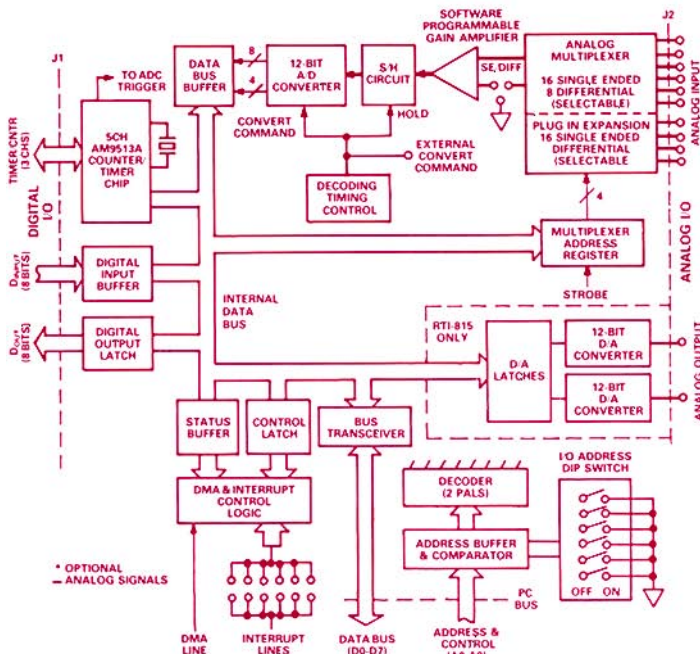 J1
TO ADC
TRIGGER
TIMER/CNTR
(3 CHS)
5CH
AM9513A
COUNTER/
TIMER
CHIP
DIGITAL I/O
DATA
BUS
BUFFER
8
4
12-BIT
A/D
CONVERTER
S/H
CIRCUIT
HOLD
SOFTWARE
PROGRAMMABLE
GAIN AMPLIFIER
SE/DIFF
J2
ANALOG
MULTIPLEXER
16 SINGLE ENDED
8 DIFFERENTIAL
(SELECTABLE)
PLUG IN EXPANSION
16 SINGLE ENDED
DIFFERENTIAL
(SELECTABLE
ANALOG INPUT
CONVERT
COMMAND
EXTERNAL
CONVERT
COMMAND
DECODING
TIMING
CONTROL
4
MULTIPLEXER
ADDRESS
REGISTER
STROBE
ANALOG I/O
DINPUT*
(8 BITS)
DIGITAL
INPUT
BUFFER
INTERNAL
DATA
BUS
DOUT*
(8 BITS)
DIGITAL
OUTPUT
LATCH
RTI-815
ONLY
D/A
LATCHES
12-BIT
D/A
CONVERTER
12-BIT
D/A
CONVERTER
ANALOG OUTPUT
STATUS
BUFFER
CONTROL
LATCH
BUS
TRANSCEIVER
DMA & INTERRUPT
CONTROL
LOGIC
DECODER
(2 PALS)
I/O ADDRESS
DIP SWITCH
ADDRESS BUFFER
& COMPARATOR
OFF ON
* OPTIONAL
— ANALOG SIGNALS
PC
BUS
DMA
LINE
INTERRUPT
LINES
DATA BUS
(D0-D7)
ADDRESS &
CONTROL